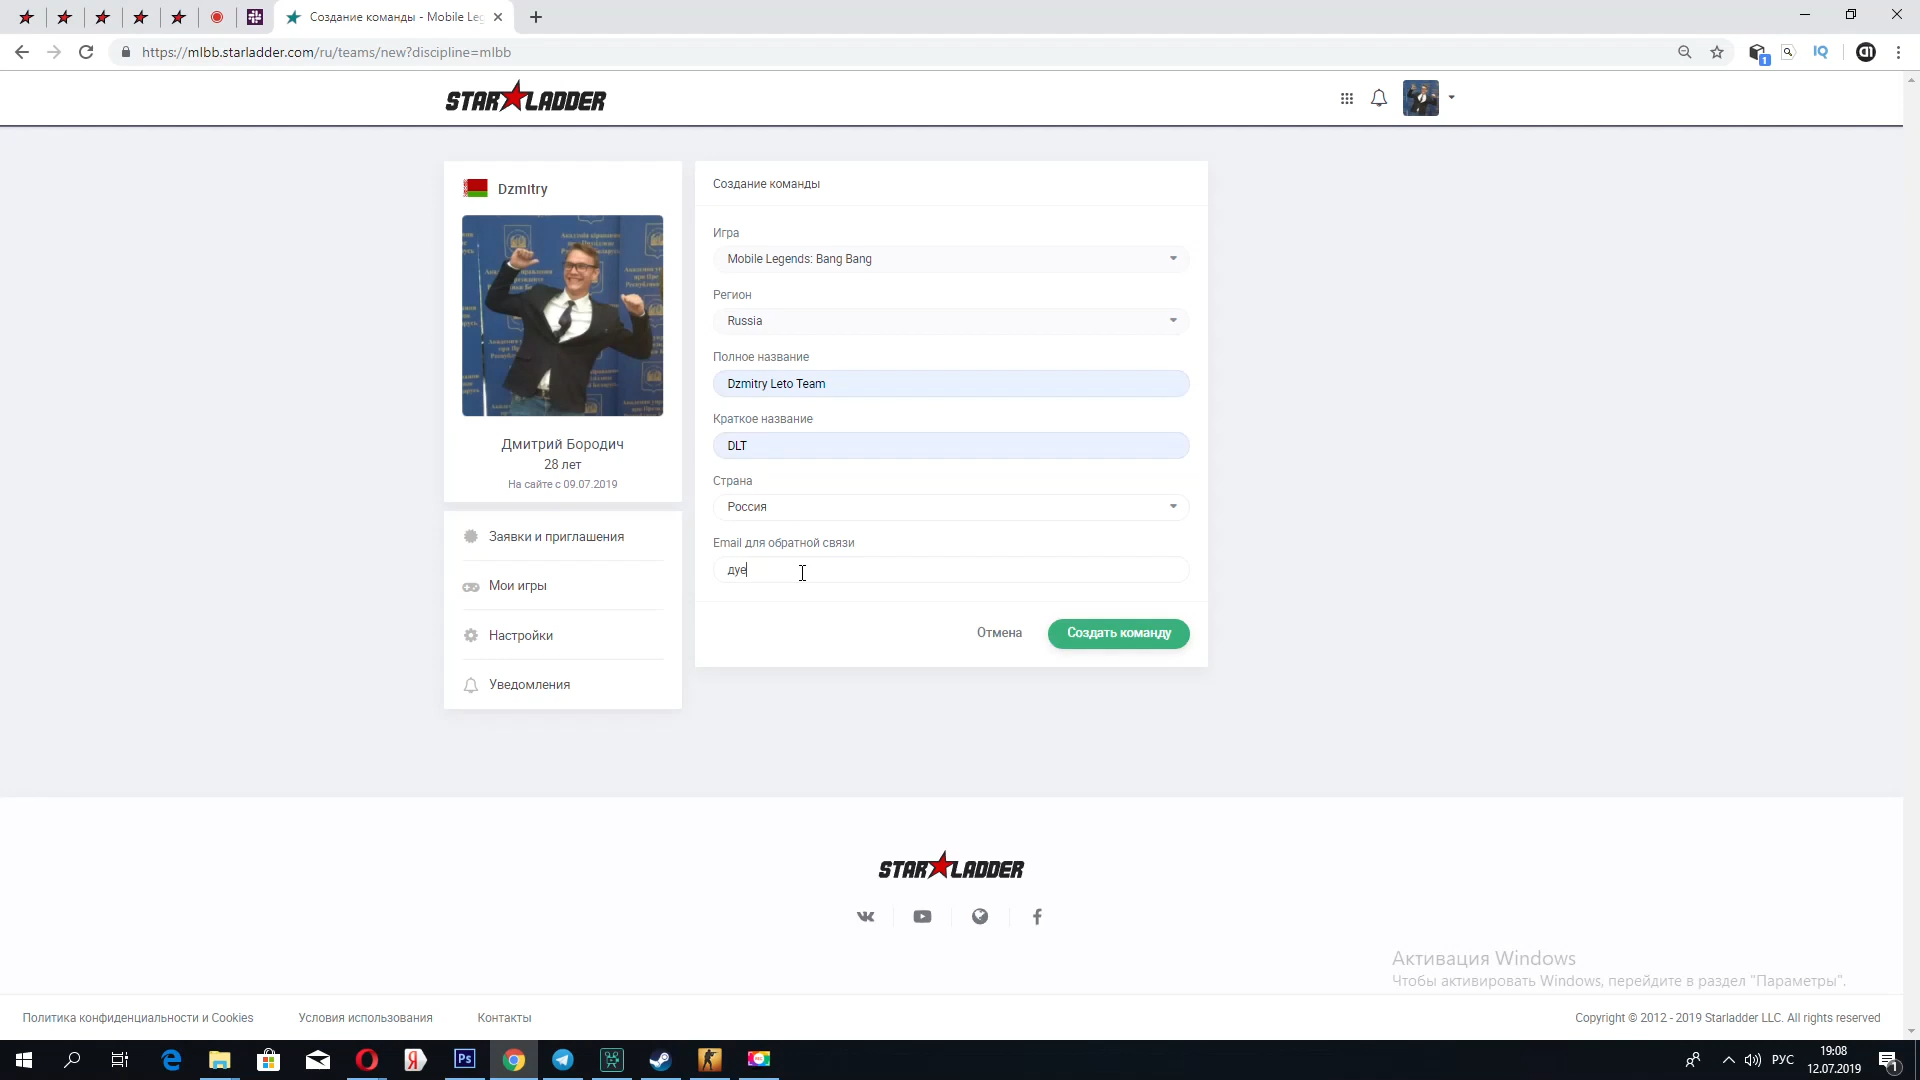 Создание команды - Mobile Leg
https://mlbb.starladder.com/ru/teams/new?discipline=mlbb
1
IQ
STAR LADDER
Dzmitry
Дмитрий Бородич
28 лет
На сайте с 09.07.2019
Заявки и приглашения
Мои игры
Настройки
Уведомления
Создание команды
Игра
Mobile Legends: Bang Bang
Регион
Russia
Полное название
Dzmitry Leto Team
Краткое название
DLT
Страна
Россия
Email для обратной связи
дуе
Отмена
Создать команду
STAR LADDER
Активация Windows
Чтобы активировать Windows, перейдите в раздел "Параметры".
Политика конфиденциальности и Cookies
Условия использования
Контакты
Copyright © 2012 - 2019 Starladder LLC. All rights reserved
Я
Ps
РУС
19:08
12.07.2019
1